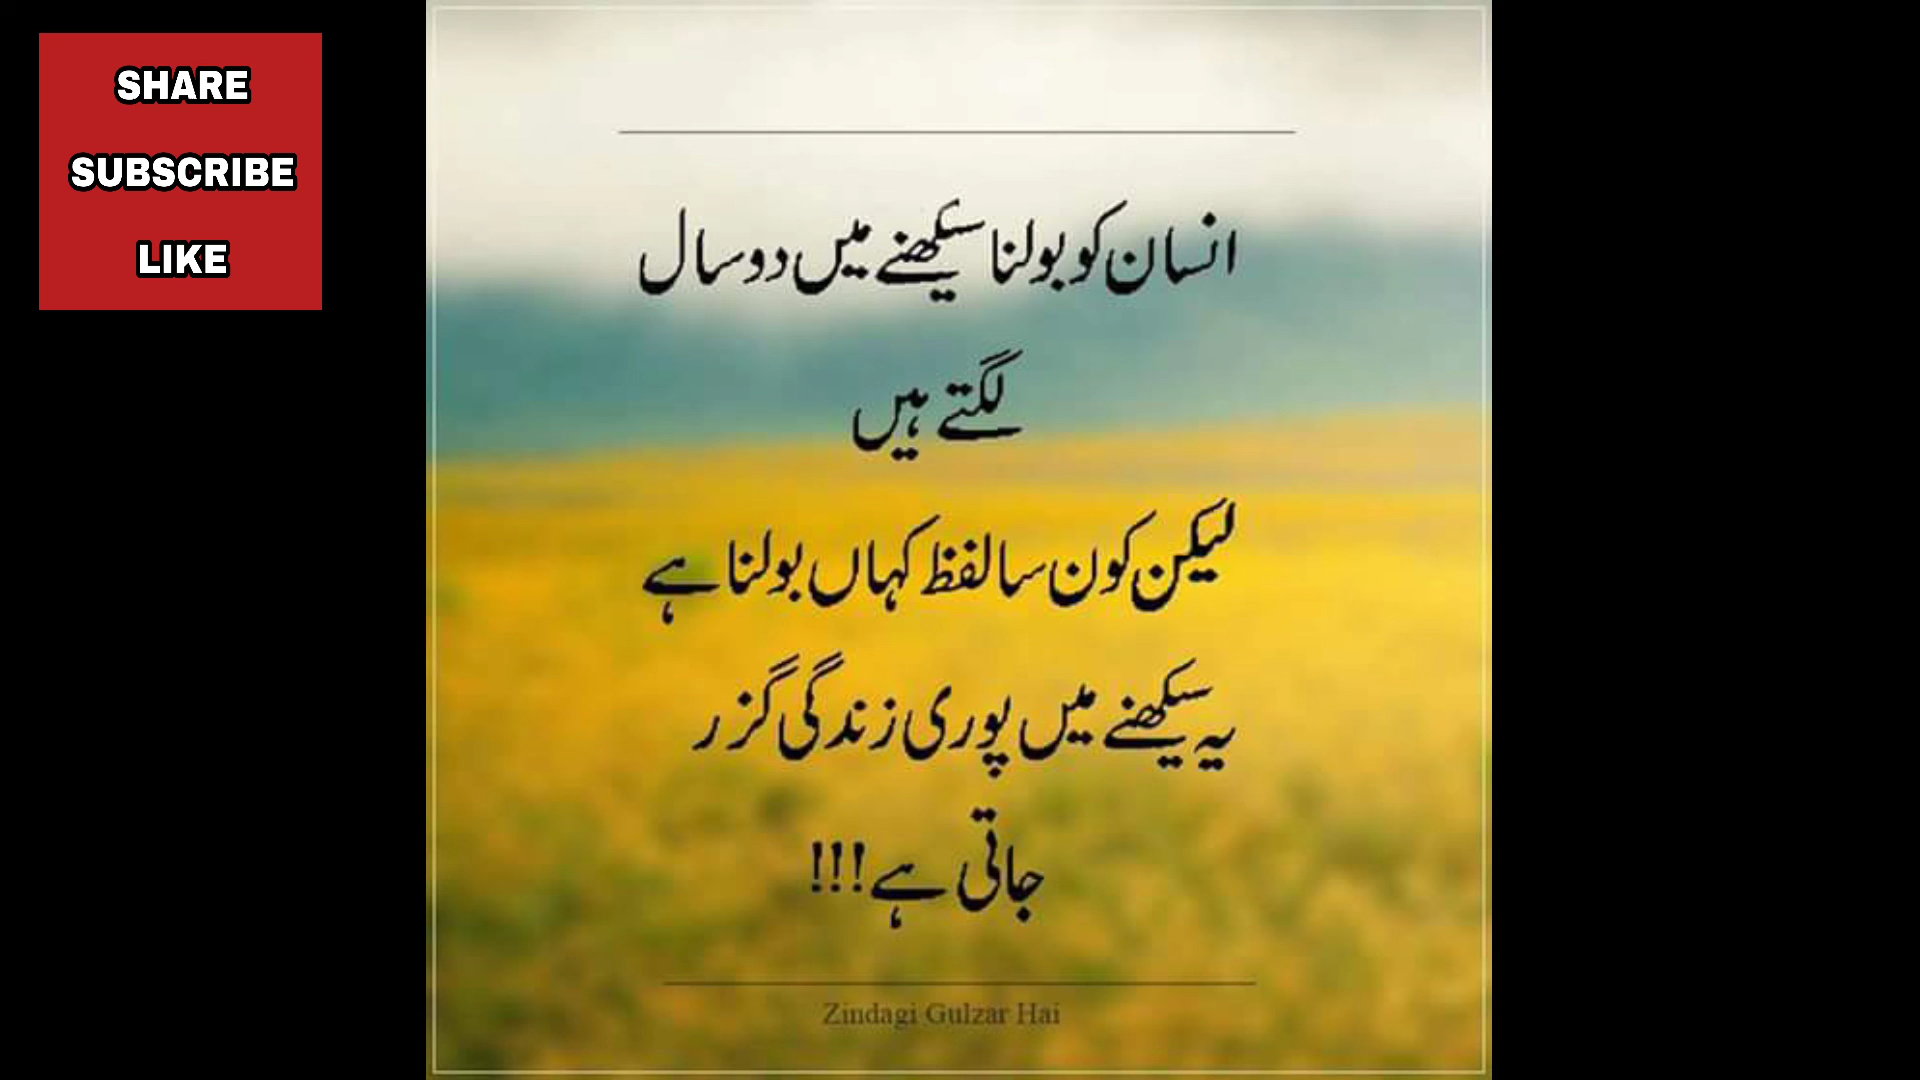 SHARE
SUBSCRIBE
LIKE
انسان کو بولنا سیکھنے میں دو سال
لگتے ہیں
لیکن کون سا لفظ کہاں بولنا ہے
یہ سیکھنے میں پوری زندگی گزر
جاتی ہے!!!
Zindagi Gulzar Hai